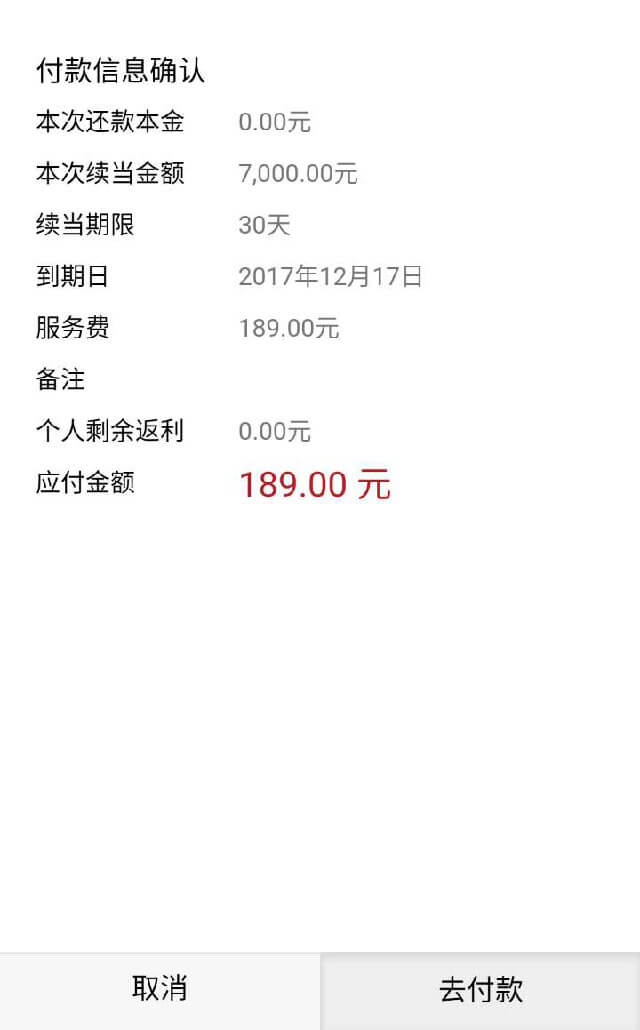 付款信息确认
本次还款本金 0.00元
本次续当金额 7,000.00元
续当期限 30天
到期日 2017年12月17日
服务费 189.00元
备注
个人剩余返利 0.00元
应付金额 189.00 元
取消 去付款